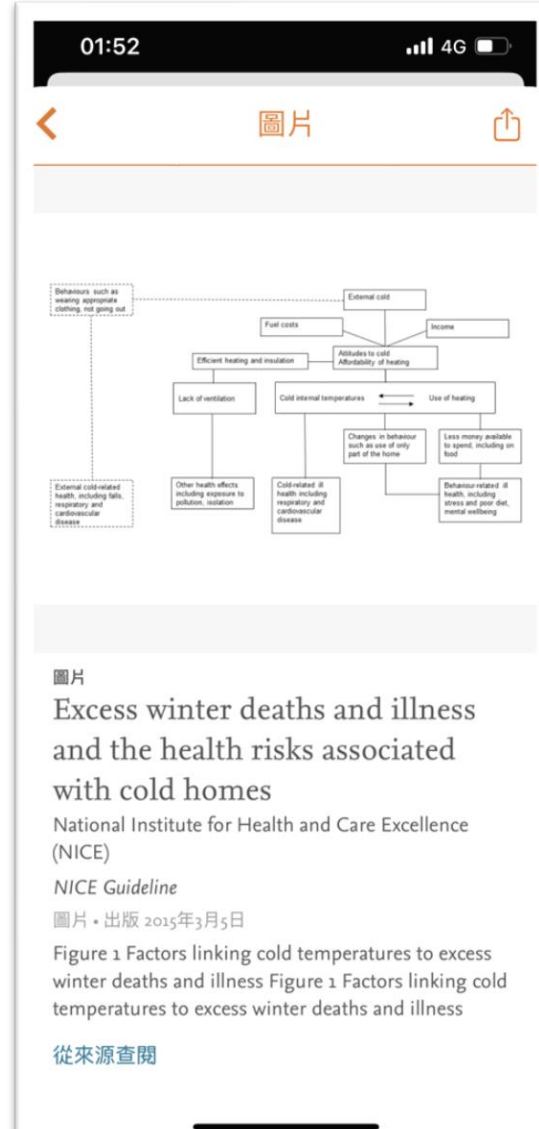 01:52
4G
圖片
Behaviours such as
wearing appropriate
clothing, not going out
External cold
Fuel costs
Income
Attitudes to cold
Affordability of heating
Efficient heating and insulation
Lack of ventilation
Cold internal temperatures
Use of heating
Changes in behaviour
such as use of only
part of the home
Less money available
to spend, including on
food
External cold-related
health, including falls,
respiratory and
cardiovascular
disease
Other health effects
including exposure to
pollution, isolation
Cold-related ill
health including
respiratory and
cardiovascular
disease
Behaviour-related ill
health, including
stress and poor diet,
mental wellbeing
圖片
Excess winter deaths and illness
and the health risks associated
with cold homes
National Institute for Health and Care Excellence
(NICE)
NICE Guideline
圖片 • 出版 2015年3月5日
Figure 1 Factors linking cold temperatures to excess
winter deaths and illness Figure 1 Factors linking cold
temperatures to excess winter deaths and illness
從來源查閱